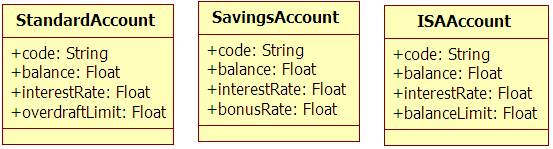 StandardAccount
+code: String
+balance: Float
+interestRate: Float
+overdraftLimit: Float
SavingsAccount
+code: String
+balance: Float
+interestRate: Float
+bonusRate: Float
ISAAccount
+code: String
+balance: Float
+interestRate: Float
+balanceLimit: Float